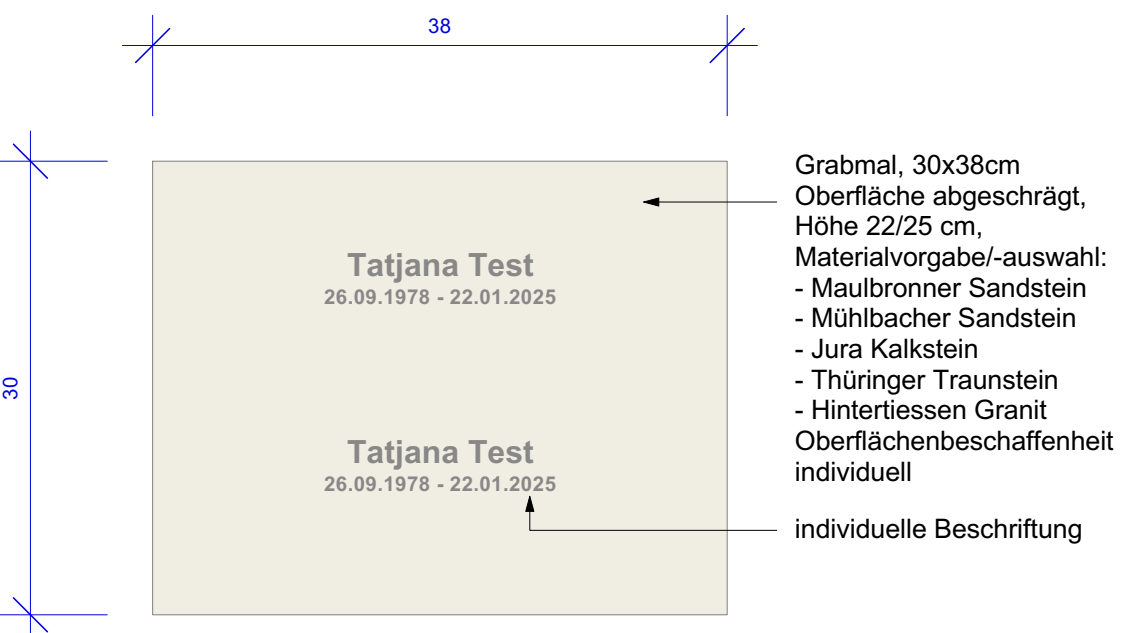 38
30
Tatjana Test
26.09.1978 - 22.01.2025
Tatjana Test
26.09.1978 - 22.01.2025
Grabmal, 30x38cm
Oberfläche abgeschrägt,
Höhe 22/25 cm,
Materialvorgabe/-auswahl:
- Maulbronner Sandstein
- Mühlbacher Sandstein
- Jura Kalkstein
- Thüringer Traunstein
- Hintertiessen Granit
Oberflächenbeschaffenheit
individuell
individuelle Beschriftung